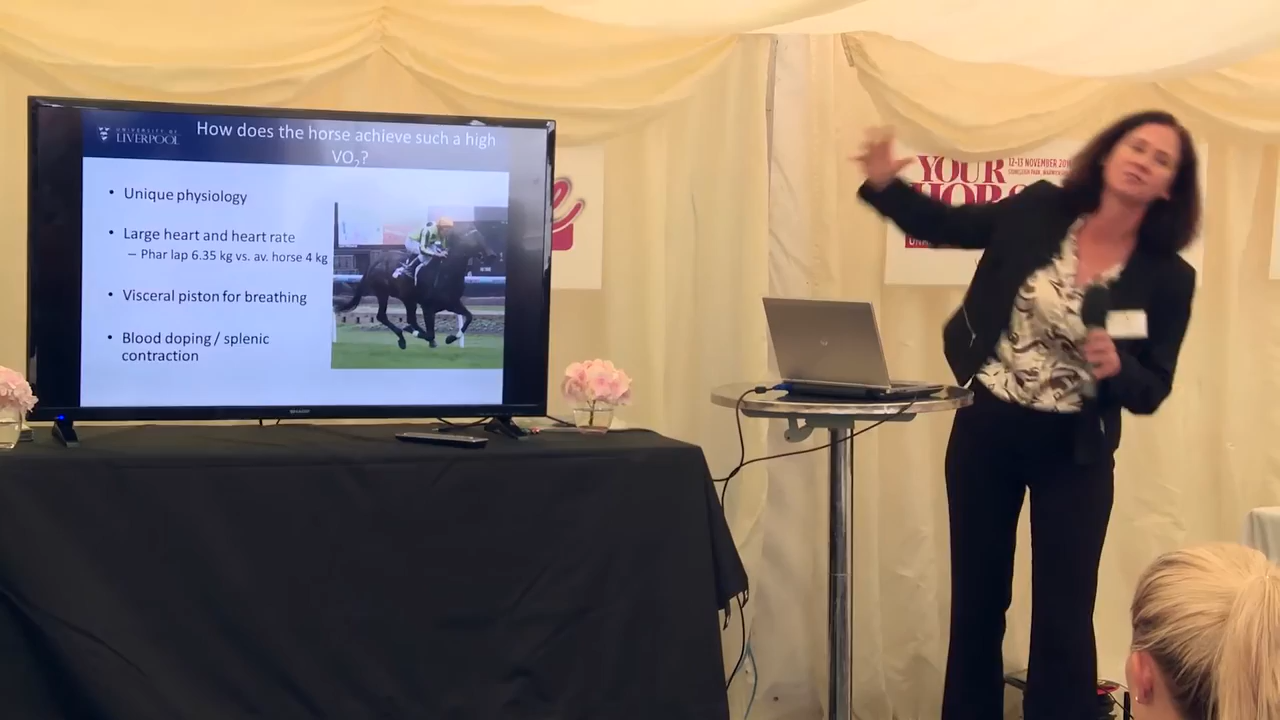 UNIVERSITY OF
LIVERPOOL
How does the horse achieve such a high
VO₂?
• Unique physiology
• Large heart and heart rate
– Phar lap 6.35 kg vs. av. horse 4 kg
• Visceral piston for breathing
• Blood doping / splenic
contraction
SHARP
hp
YOUR
12-13 NOVEMBER 201